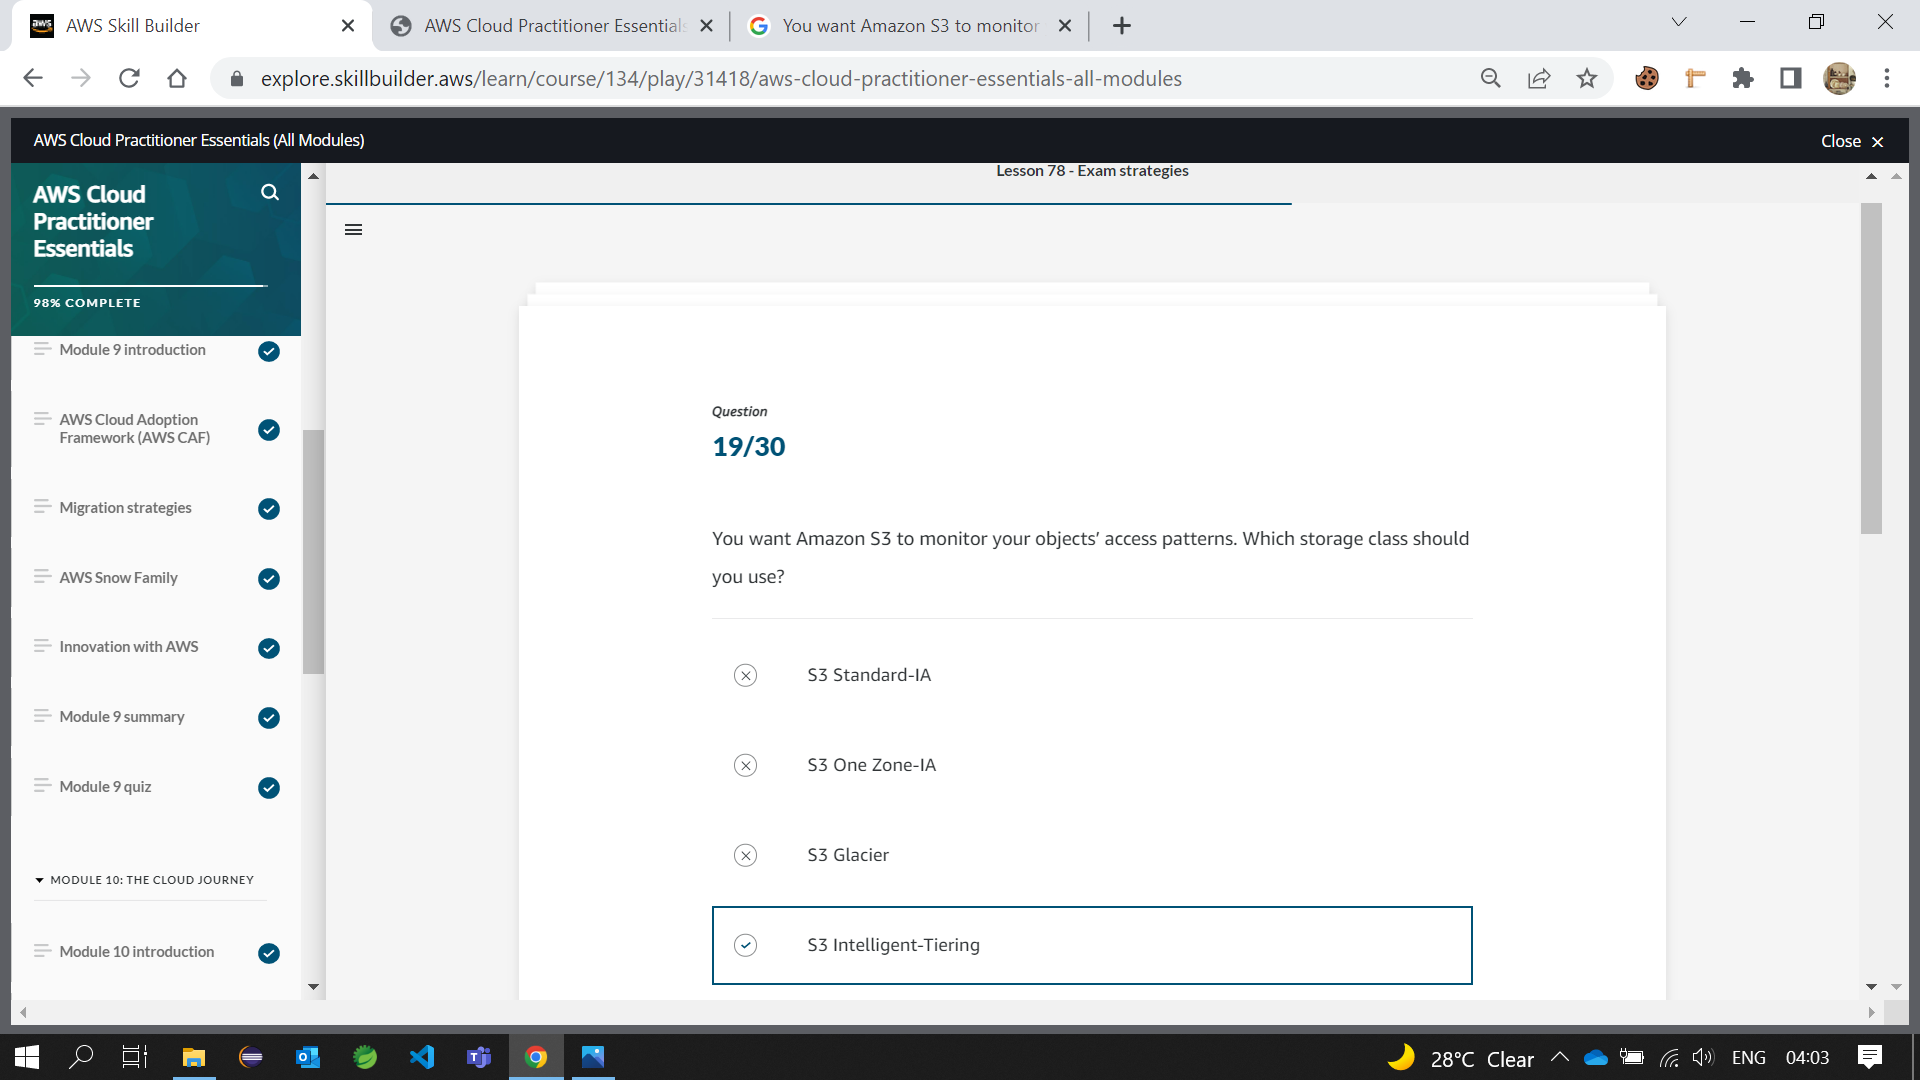 AWS Skill Builder
AWS Cloud Practitioner Essentials
You want Amazon S3 to monitor
explore.skillbuilder.aws/learn/course/134/play/31418/aws-cloud-practitioner-essentials-all-modules
AWS Cloud Practitioner Essentials (All Modules)
Close
AWS Cloud
Practitioner
Essentials
98% COMPLETE
Module 9 introduction
AWS Cloud Adoption
Framework (AWS CAF)
Migration strategies
AWS Snow Family
Innovation with AWS
Module 9 summary
Module 9 quiz
MODULE 10: THE CLOUD JOURNEY
Module 10 introduction
Lesson 78 - Exam strategies
Question
19/30
You want Amazon S3 to monitor your objects’ access patterns. Which storage class should
you use?
S3 Standard-IA
S3 One Zone-IA
S3 Glacier
S3 Intelligent-Tiering
28°C Clear
ENG
04:03